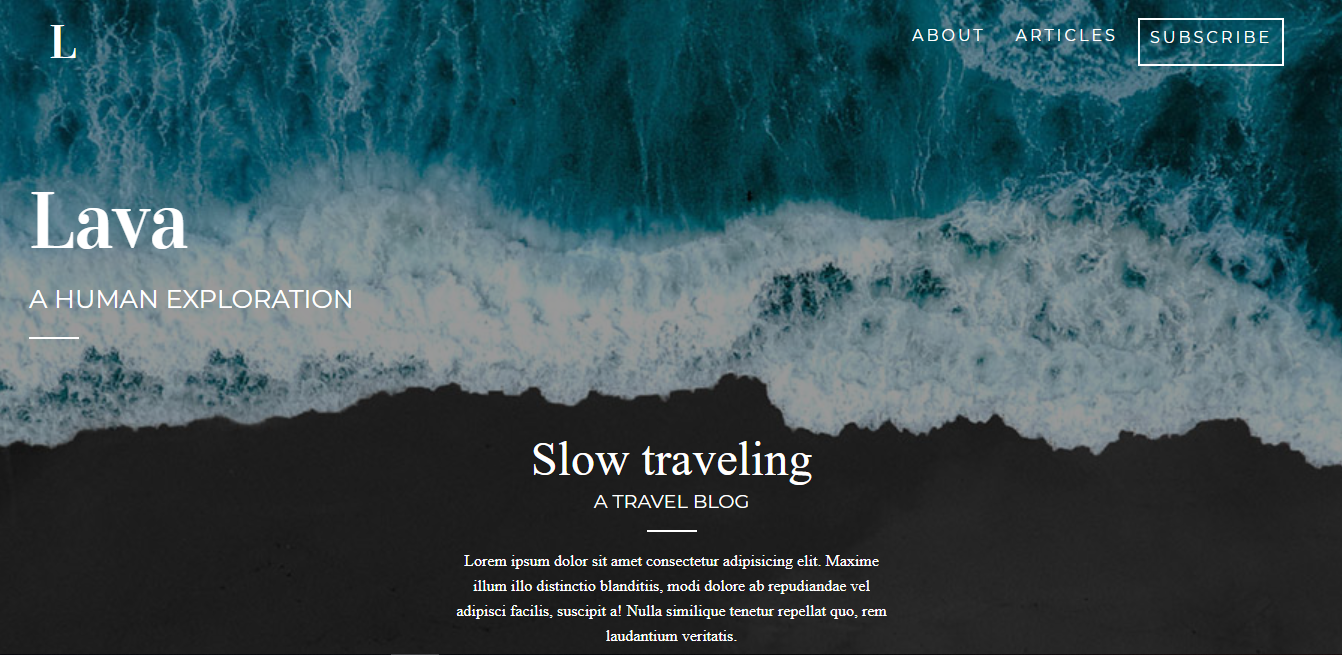 L
ABOUT ARTICLES SUBSCRIBE
Lava
A HUMAN EXPLORATION
Slow traveling
A TRAVEL BLOG
Lorem ipsum dolor sit amet consectetur adipisicing elit. Maxime
illum illo distinctio blanditiis, modi dolore ab repudiandae vel
adipisci facilis, suscipit a! Nulla similique tenetur repellat quo, rem
laudantium veritatis.